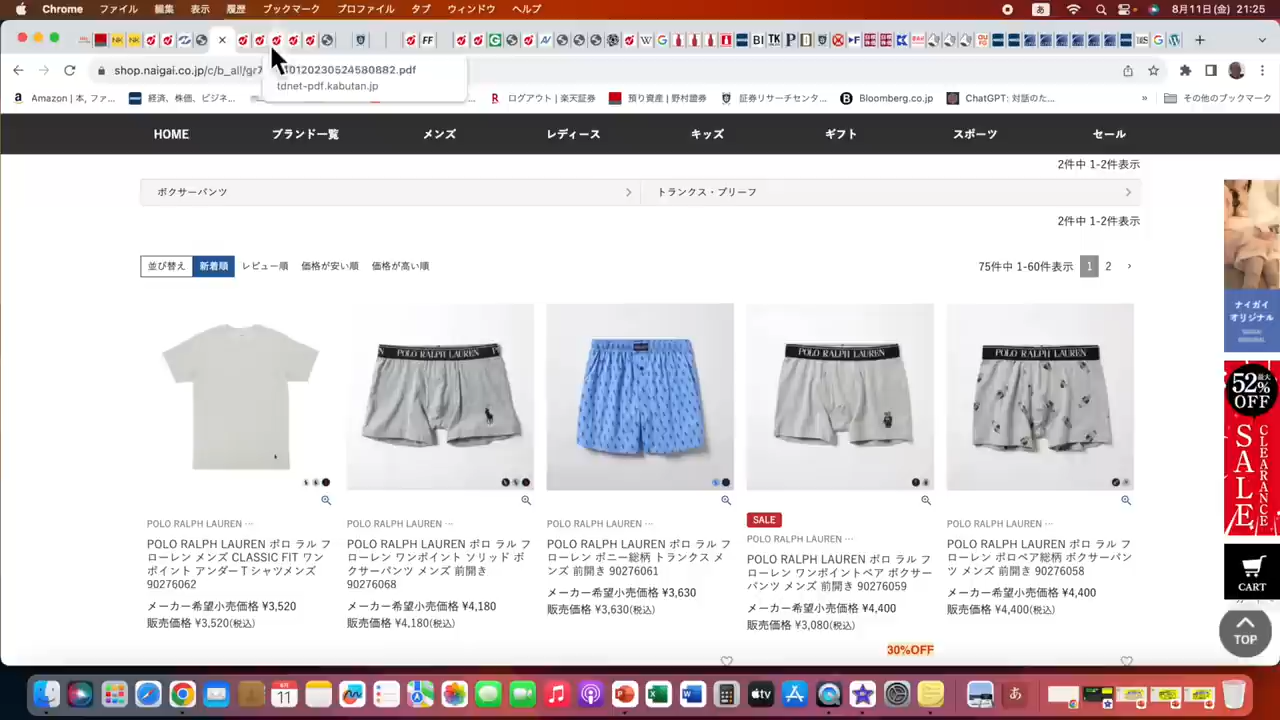 Chrome ファイル 編集 表示 履歴 ブックマーク プロファイル タブ ウィンドウ ヘルプ あ 8月11日(金) 21:25
shop.naigai.co.jp/c/b_all/gr7
0120230524580882.pdf
tdnet-pdf.kabutan.jp
Amazon | 本, ファ... 経済、株価、ビジネ... ログアウト | 楽天証券 預り資産 | 野村證券 証券リサーチセンタ... Bloomberg.co.jp ChatGPT: 対話のた... » その他のブックマーク
HOME ブランド一覧 メンズ レディース キッズ ギフト スポーツ セール
2件中 1-2件表示
ボクサーパンツ トランクス・ブリーフ
2件中 1-2件表示
並び替え 新着順 レビュー順 価格が安い順 価格が高い順 75件中 1-60件表示 1 2 ›
POLO RALPH LAUREN …
POLO RALPH LAUREN ポロ ラル フ
ローレン メンズ CLASSIC FIT ワン
ポイント アンダーTシャツメンズ
90276062
メーカー希望小売価格 ¥3,520
販売価格 ¥3,520(税込)
POLO RALPH LAUREN …
POLO RALPH LAUREN ポロ ラル フ
ローレン ワンポイント ソリッド ボ
クサーパンツ メンズ 前開き
90276068
メーカー希望小売価格 ¥4,180
販売価格 ¥4,180(税込)
POLO RALPH LAUREN …
POLO RALPH LAUREN ポロ ラル フ
ローレン ポニー総柄 トランクス メ
ンズ 前開き 90276061
メーカー希望小売価格 ¥3,630
販売価格 ¥3,630(税込)
SALE
POLO RALPH LAUREN …
POLO RALPH LAUREN ポロ ラル フ
ローレン ワンポイントベア ボクサー
パンツ メンズ 前開き 90276059
メーカー希望小売価格 ¥4,400
販売価格 ¥3,080(税込)
30%OFF
POLO RALPH LAUREN …
POLO RALPH LAUREN ポロ ラル フ
ローレン ポロベア総柄 ボクサーパン
ツ メンズ 前開き 90276058
メーカー希望小売価格 ¥4,400
販売価格 ¥4,400(税込)
ナイガイ
オリジナル
最大
52%
OFF
CLEARANCE
SALE
CART
TOP